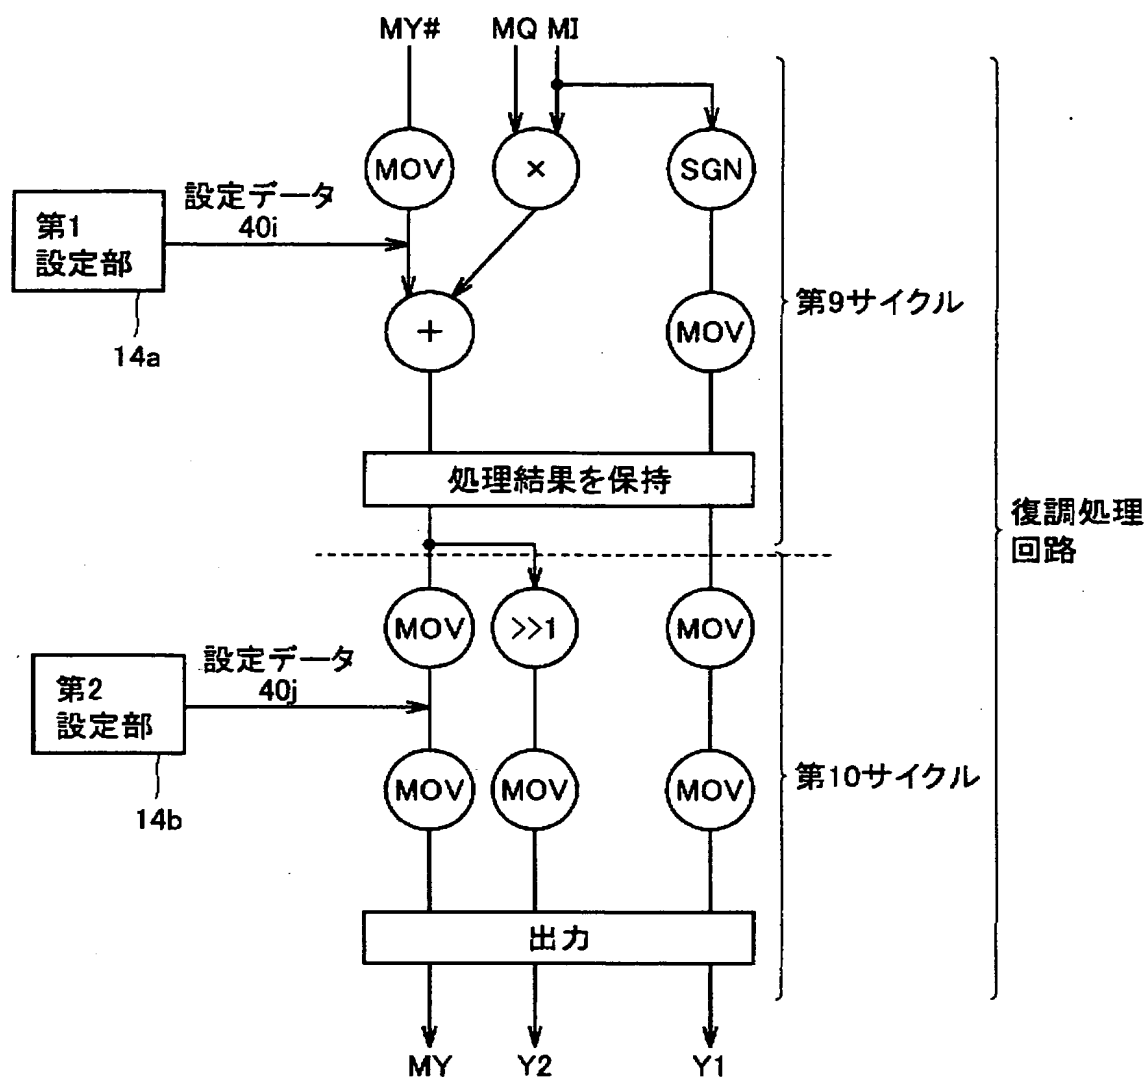 MY#
MQ MI
MOV
×
SGN
設定データ
40i
第1
設定部
14a
+
MOV
第9サイクル
処理結果を保持
復調処理
回路
MOV
>>1
MOV
設定データ
40j
第2
設定部
14b
MOV
MOV
MOV
第10サイクル
出力
MY
Y2
Y1